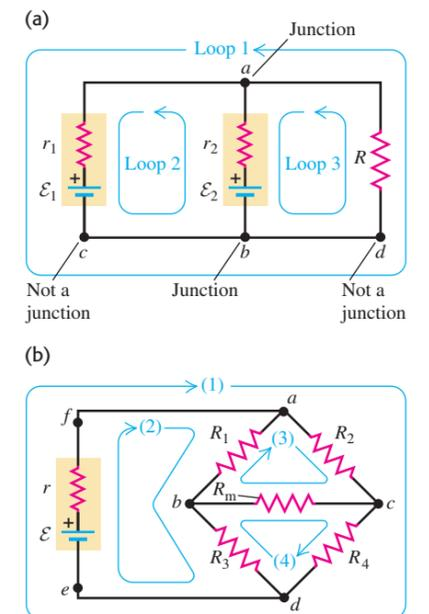 (a)
Junction
Loop 1
a
r1
r2
R
Loop 2
Loop 3
+
+
ℰ1
ℰ2
c
b
d
Not a
junction
Junction
Not a
junction
(b)
(1)
a
f
(2)
R1
(3)
R2
r
Rm
b
c
+
ℰ
R3
(4)
R4
e
d